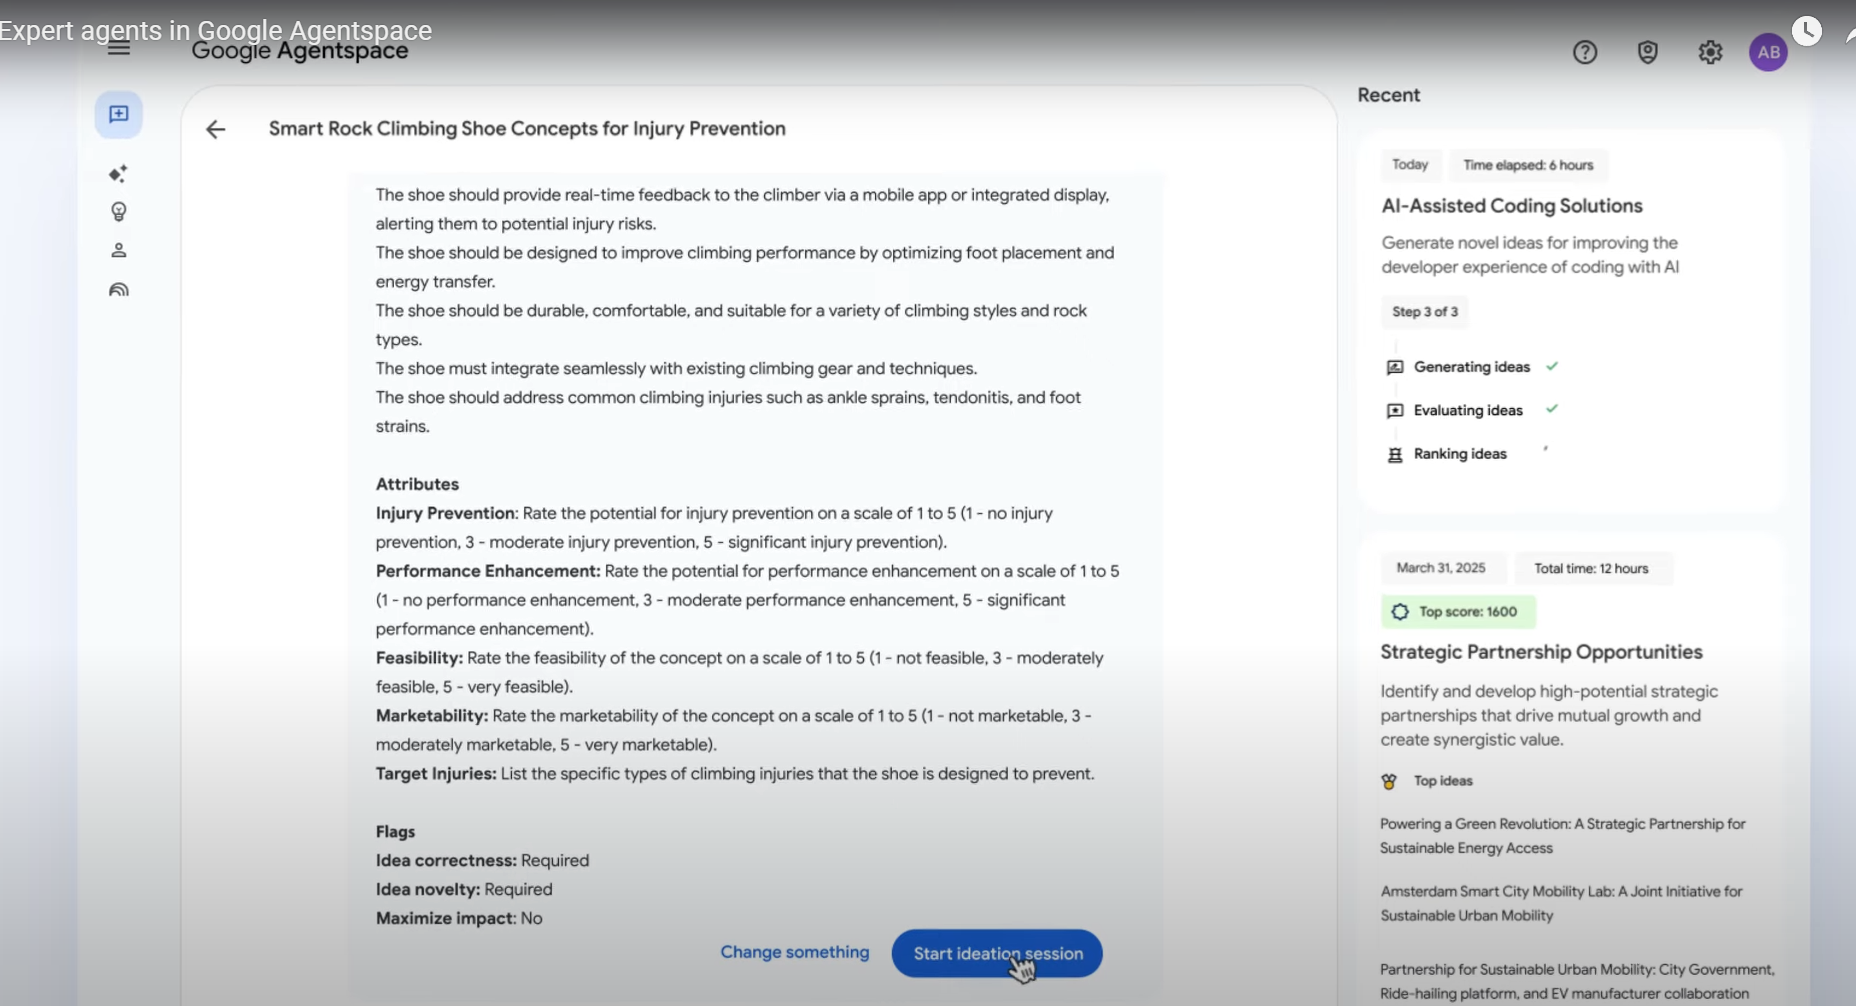 Expert agents in Google Agentspace
Google Agentspace
AB
Smart Rock Climbing Shoe Concepts for Injury Prevention
The shoe should provide real-time feedback to the climber via a mobile app or integrated display,
alerting them to potential injury risks.
The shoe should be designed to improve climbing performance by optimizing foot placement and
energy transfer.
The shoe should be durable, comfortable, and suitable for a variety of climbing styles and rock
types.
The shoe must integrate seamlessly with existing climbing gear and techniques.
The shoe should address common climbing injuries such as ankle sprains, tendonitis, and foot
strains.
Attributes
Injury Prevention: Rate the potential for injury prevention on a scale of 1 to 5 (1 - no injury
prevention, 3 - moderate injury prevention, 5 - significant injury prevention).
Performance Enhancement: Rate the potential for performance enhancement on a scale of 1 to 5
(1 - no performance enhancement, 3 - moderate performance enhancement, 5 - significant
performance enhancement).
Feasibility: Rate the feasibility of the concept on a scale of 1 to 5 (1 - not feasible, 3 - moderately
feasible, 5 - very feasible).
Marketability: Rate the marketability of the concept on a scale of 1 to 5 (1 - not marketable, 3 -
moderately marketable, 5 - very marketable).
Target Injuries: List the specific types of climbing injuries that the shoe is designed to prevent.
Flags
Idea correctness: Required
Idea novelty: Required
Maximize impact: No
Change something
Start ideation session
Recent
Today
Time elapsed: 6 hours
AI-Assisted Coding Solutions
Generate novel ideas for improving the
developer experience of coding with AI
Step 3 of 3
Generating ideas
Evaluating ideas
Ranking ideas
March 31, 2025
Total time: 12 hours
Top score: 1600
Strategic Partnership Opportunities
Identify and develop high-potential strategic
partnerships that drive mutual growth and
create synergistic value.
Top ideas
Powering a Green Revolution: A Strategic Partnership for
Sustainable Energy Access
Amsterdam Smart City Mobility Lab: A Joint Initiative for
Sustainable Urban Mobility
Partnership for Sustainable Urban Mobility: City Government,
Ride-hailing platform, and EV manufacturer collaboration